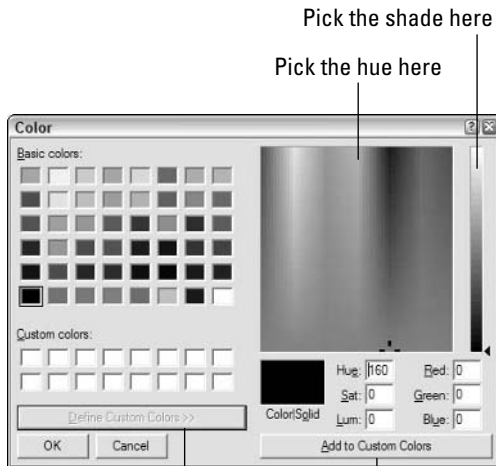 Pick the shade here
Pick the hue here
Color
Basic colors:
Custom colors:
Define Custom Colors >>
OK
Cancel
Color|Solid
Hue: 160
Sat: 0
Lum: 0
Red: 0
Green: 0
Blue: 0
Add to Custom Colors